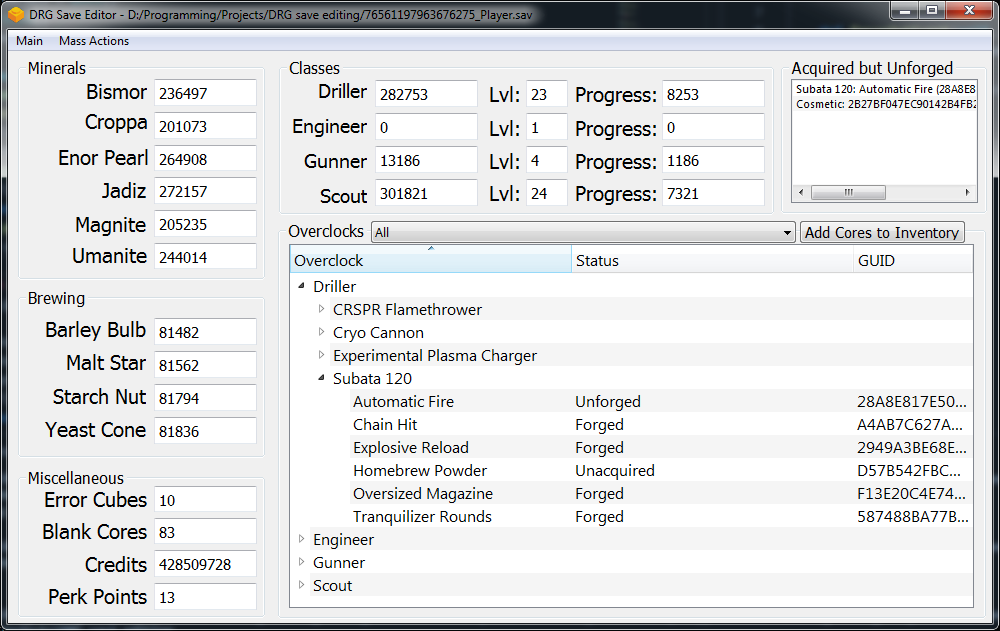 DRG Save Editor - D:/Programming/Projects/DRG save editing/76561197963676275_Player.sav
Main Mass Actions
Minerals
Bismor 236497
Croppa 201073
Enor Pearl 264908
Jadiz 272157
Magnite 205235
Umanite 244014
Brewing
Barley Bulb 81482
Malt Star 81562
Starch Nut 81794
Yeast Cone 81836
Miscellaneous
Error Cubes 10
Blank Cores 83
Credits 428509728
Perk Points 13
Classes
Driller 282753 Lvl: 23 Progress: 8253
Engineer 0 Lvl: 1 Progress: 0
Gunner 13186 Lvl: 4 Progress: 1186
Scout 301821 Lvl: 24 Progress: 7321
Acquired but Unforged
Subata 120: Automatic Fire (28A8E8
Cosmetic: 2B27BF047EC90142B4FB2
Overclocks All Add Cores to Inventory
Overclock Status GUID
Driller
CRSPR Flamethrower
Cryo Cannon
Experimental Plasma Charger
Subata 120
Automatic Fire Unforged 28A8E817E50...
Chain Hit Forged A4AB7C627A...
Explosive Reload Forged 2949A3BE68E...
Homebrew Powder Unacquired D57B542FBC...
Oversized Magazine Forged F13E20C4E74...
Tranquilizer Rounds Forged 587488BA77B...
Engineer
Gunner
Scout